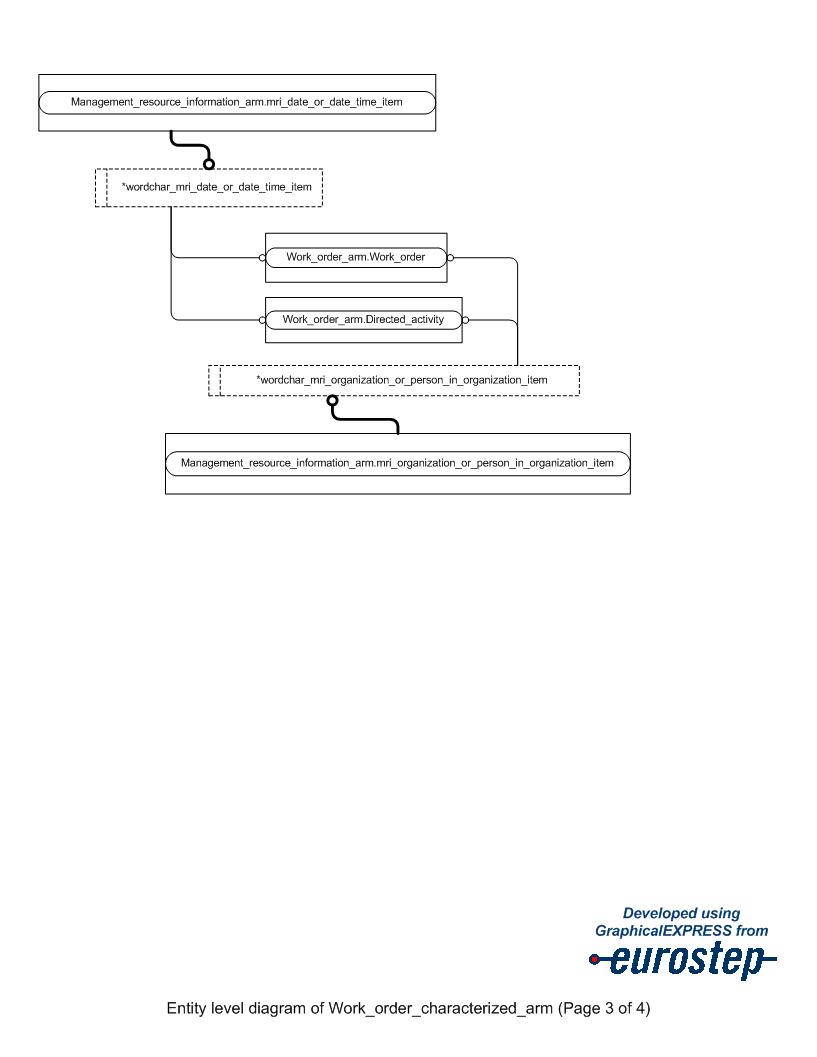 Management_resource_information_arm.mri_date_or_date_time_item
*wordchar_mri_date_or_date_time_item
Work_order_arm.Work_order
Work_order_arm.Directed_activity
*wordchar_mri_organization_or_person_in_organization_item
Management_resource_information_arm.mri_organization_or_person_in_organization_item
Developed using
GraphicalEXPRESS from
eurostep
Entity level diagram of Work_order_characterized_arm (Page 3 of 4)